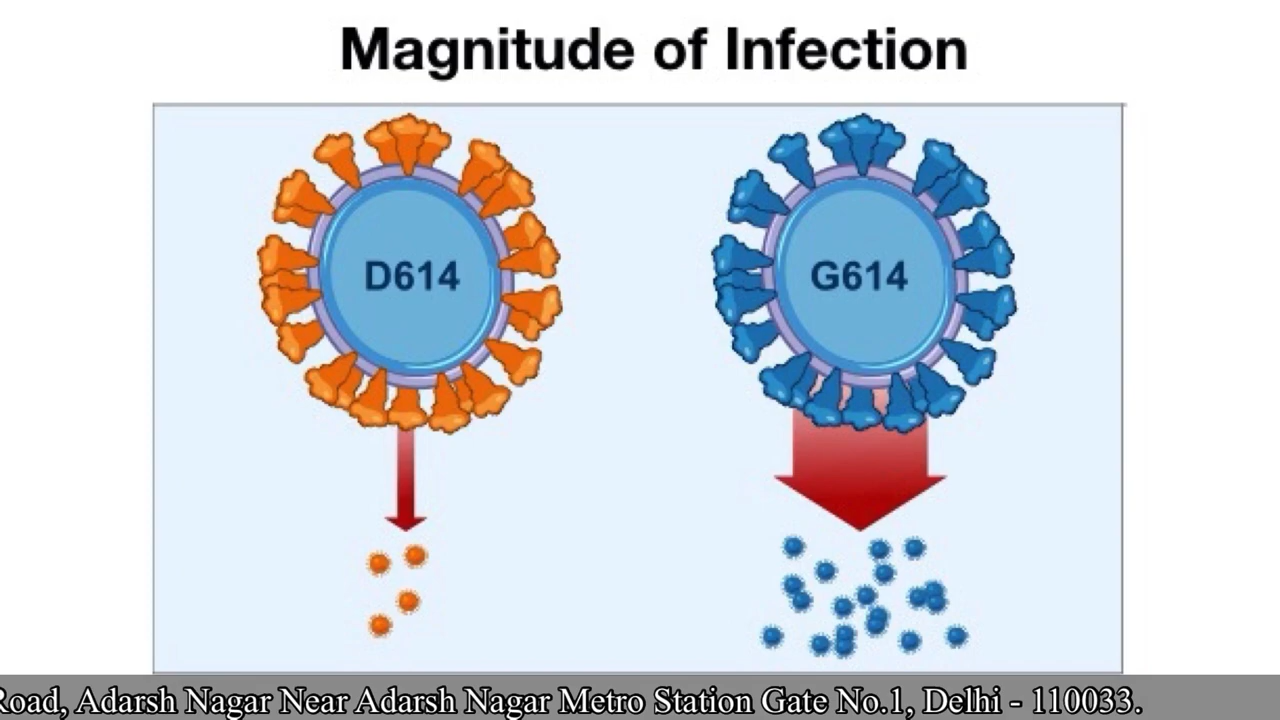 Magnitude of Infection
D614
G614
Road, Adarsh Nagar Near Adarsh Nagar Metro Station Gate No.1, Delhi - 110033.